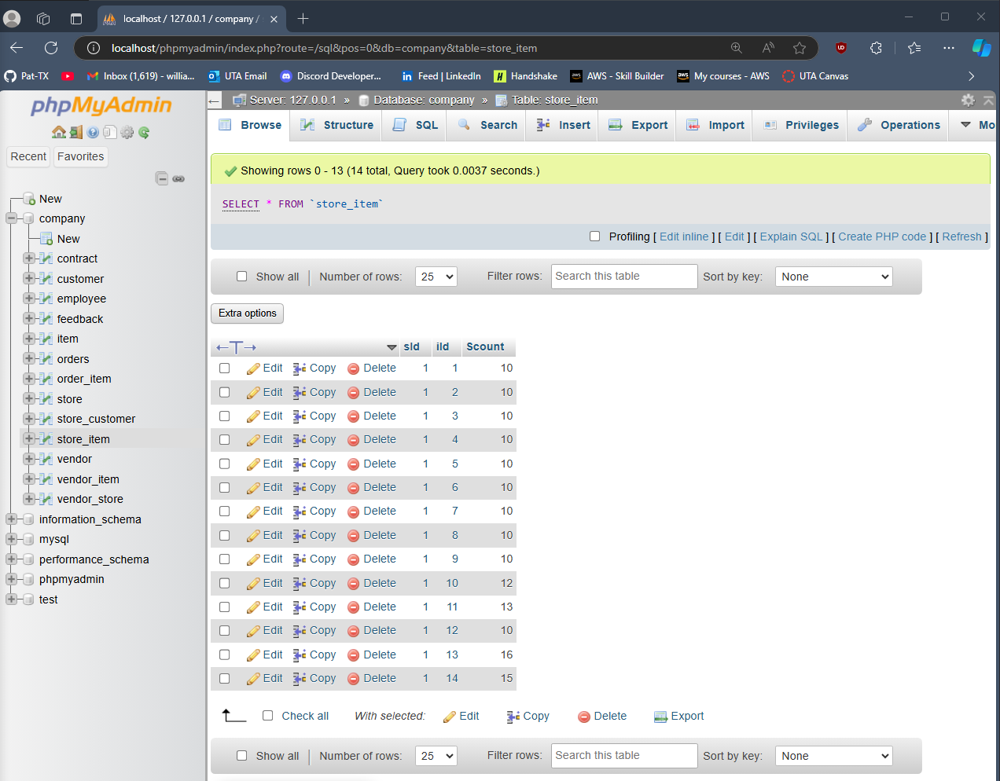 localhost / 127.0.0.1 / company /
localhost/phpmyadmin/index.php?route=/sql&pos=0&db=company&table=store_item
Pat-TX Inbox (1,619) - willia... UTA Email Discord Developer... Feed | LinkedIn Handshake AWS - Skill Builder My courses - AWS UTA Canvas
phpMyAdmin
Recent Favorites
New
company
New
contract
customer
employee
feedback
item
orders
order_item
store
store_customer
store_item
vendor
vendor_item
vendor_store
information_schema
mysql
performance_schema
phpmyadmin
test
Server: 127.0.0.1 » Database: company » Table: store_item
Browse Structure SQL Search Insert Export Import Privileges Operations Mo
Showing rows 0 - 13 (14 total, Query took 0.0037 seconds.)
SELECT * FROM `store_item`
Profiling [ Edit inline ] [ Edit ] [ Explain SQL ] [ Create PHP code ] [ Refresh ]
Show all | Number of rows: 25 Filter rows: Search this table Sort by key: None
Extra options
←T→ sId iId Scount
Edit Copy Delete 1 1 10
Edit Copy Delete 1 2 10
Edit Copy Delete 1 3 10
Edit Copy Delete 1 4 10
Edit Copy Delete 1 5 10
Edit Copy Delete 1 6 10
Edit Copy Delete 1 7 10
Edit Copy Delete 1 8 10
Edit Copy Delete 1 9 10
Edit Copy Delete 1 10 12
Edit Copy Delete 1 11 13
Edit Copy Delete 1 12 10
Edit Copy Delete 1 13 16
Edit Copy Delete 1 14 15
Check all With selected: Edit Copy Delete Export
Show all | Number of rows: 25 Filter rows: Search this table Sort by key: None